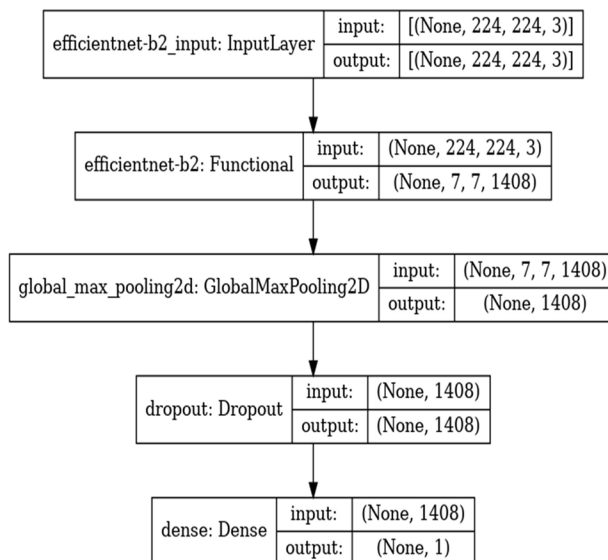 efficientnet-b2_input: InputLayer
input: [(None, 224, 224, 3)]
output: [(None, 224, 224, 3)]
efficientnet-b2: Functional
input: (None, 224, 224, 3)
output: (None, 7, 7, 1408)
global_max_pooling2d: GlobalMaxPooling2D
input: (None, 7, 7, 1408)
output: (None, 1408)
dropout: Dropout
input: (None, 1408)
output: (None, 1408)
dense: Dense
input: (None, 1408)
output: (None, 1)